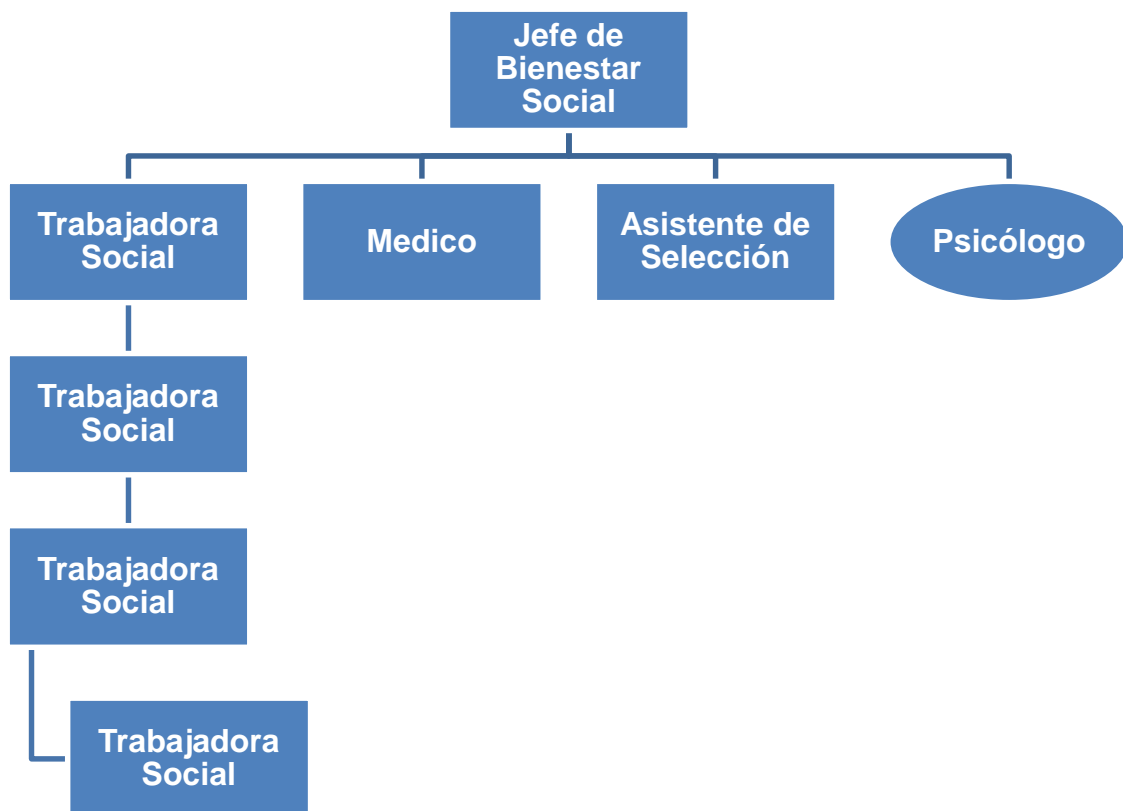 Jefe de
Bienestar
Social
Trabajadora
Social
Medico
Asistente de
Selección
Psicólogo
Trabajadora
Social
Trabajadora
Social
Trabajadora
Social